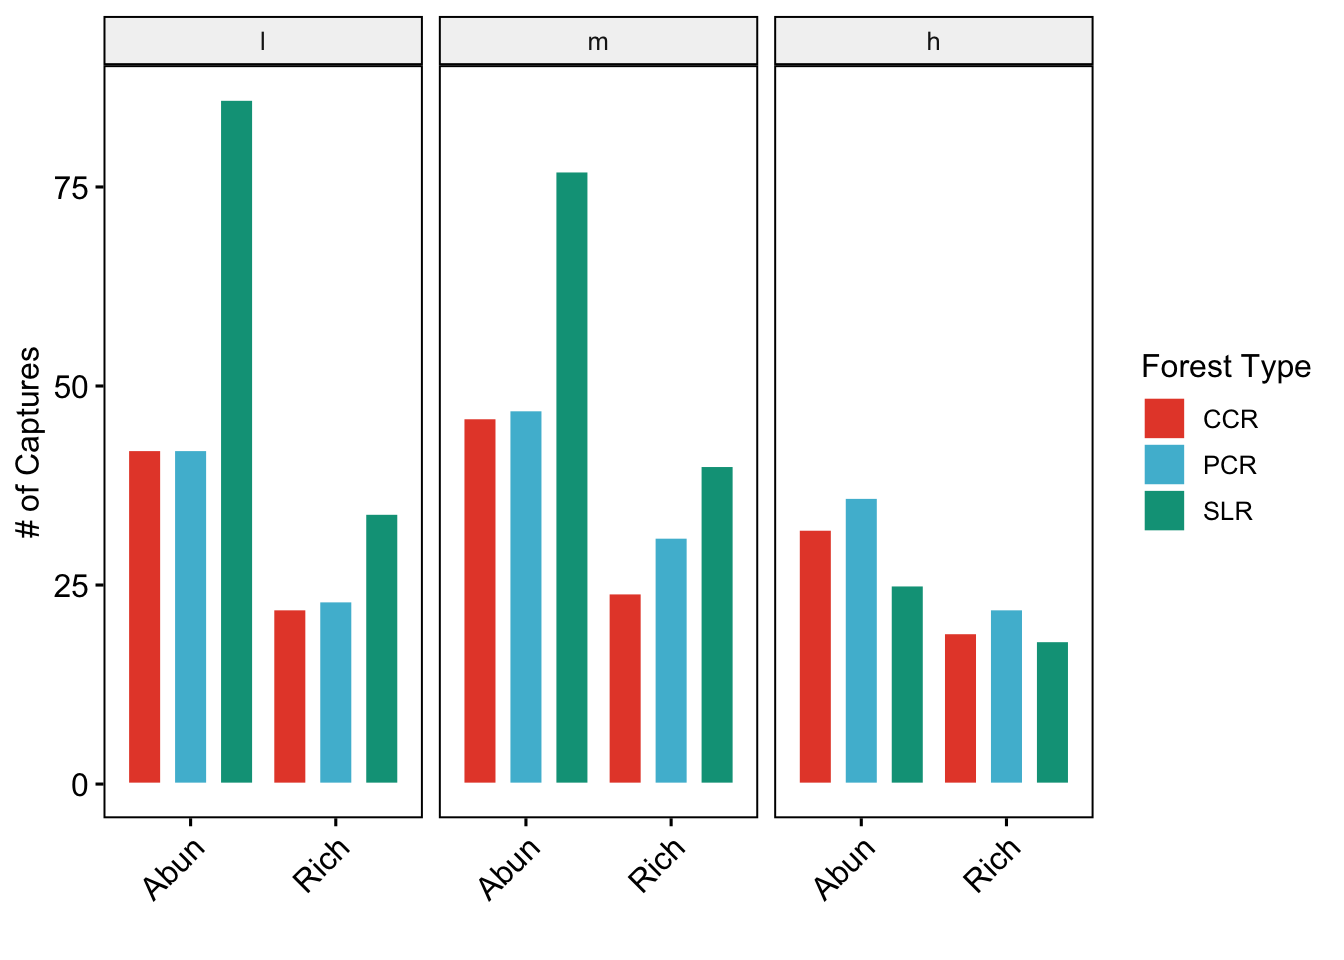 l
m
h
# of Captures
75
50
25
0
Abun
Rich
Abun
Rich
Abun
Rich
Forest Type
CCR
PCR
SLR